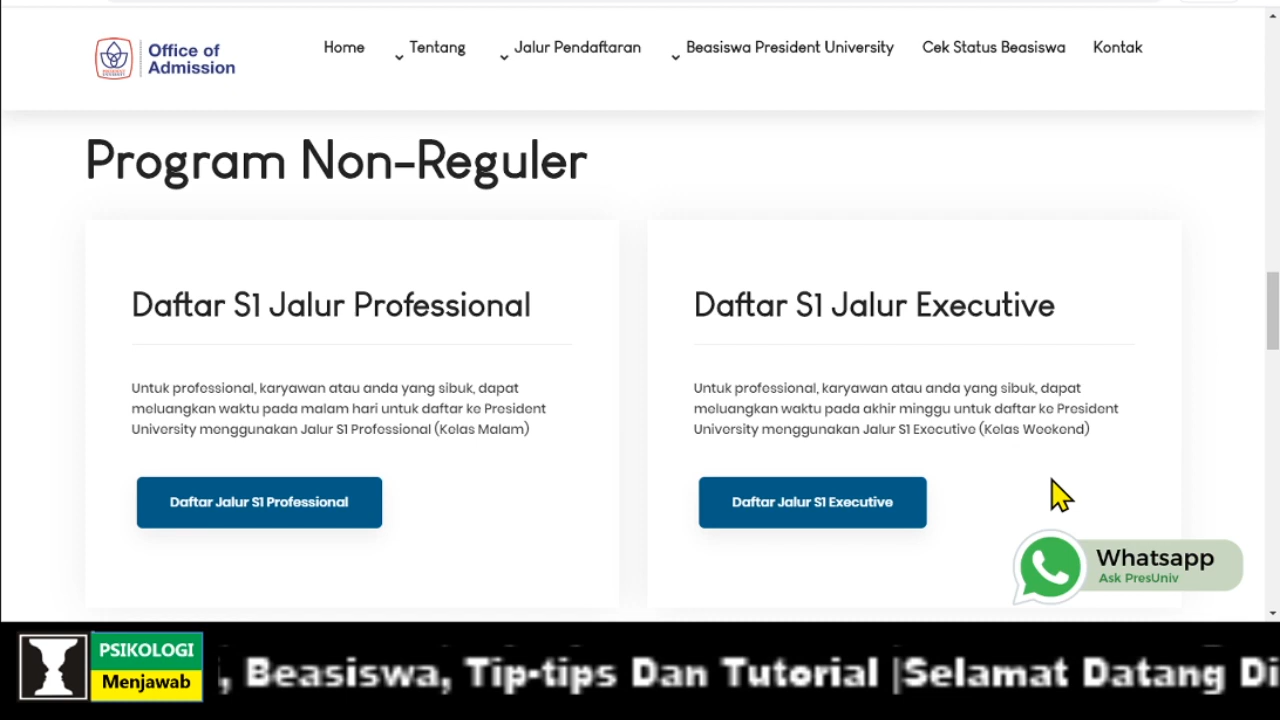 Office of
Admission
Home
Tentang
Jalur Pendaftaran
Beasiswa President University
Cek Status Beasiswa
Kontak
Program Non-Reguler
Daftar S1 Jalur Professional
Untuk professional, karyawan atau anda yang sibuk, dapat
meluangkan waktu pada malam hari untuk daftar ke President
University menggunakan Jalur S1 Professional (Kelas Malam)
Daftar Jalur S1 Professional
Daftar S1 Jalur Executive
Untuk professional, karyawan atau anda yang sibuk, dapat
meluangkan waktu pada akhir minggu untuk daftar ke President
University menggunakan Jalur S1 Executive (Kelas Weekend)
Daftar Jalur S1 Executive
Whatsapp
Ask PresUniv
PSIKOLOGI
Menjawab
, Beasiswa, Tip-tips Dan Tutorial |Selamat Datang Di